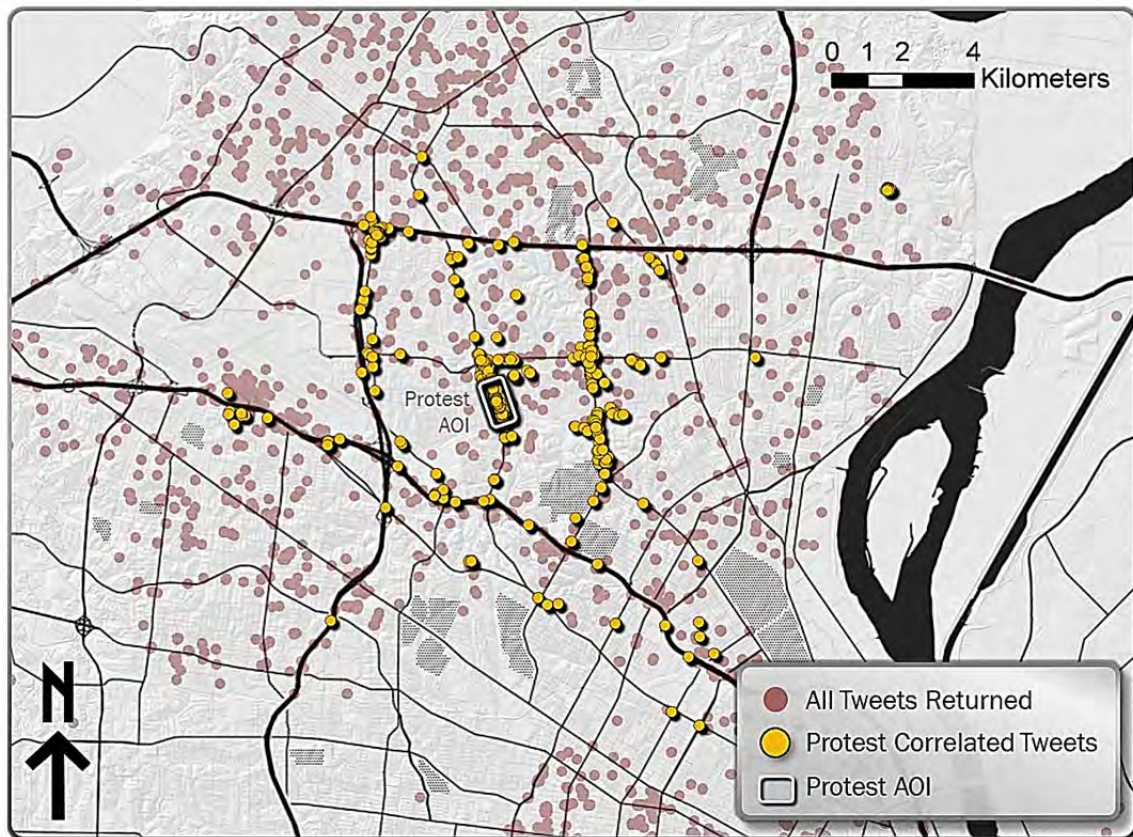 0 1 2 4
Kilometers
Protest
AOI
N
All Tweets Returned
Protest Correlated Tweets
Protest AOI